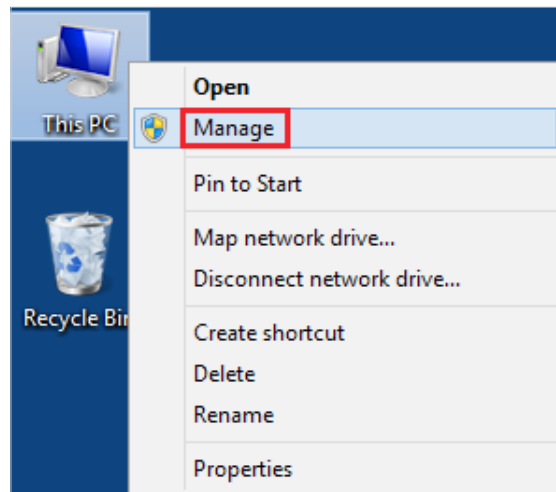 This PC
Open
Manage
Pin to Start
Map network drive...
Disconnect network drive...
Recycle Bin
Create shortcut
Delete
Rename
Properties